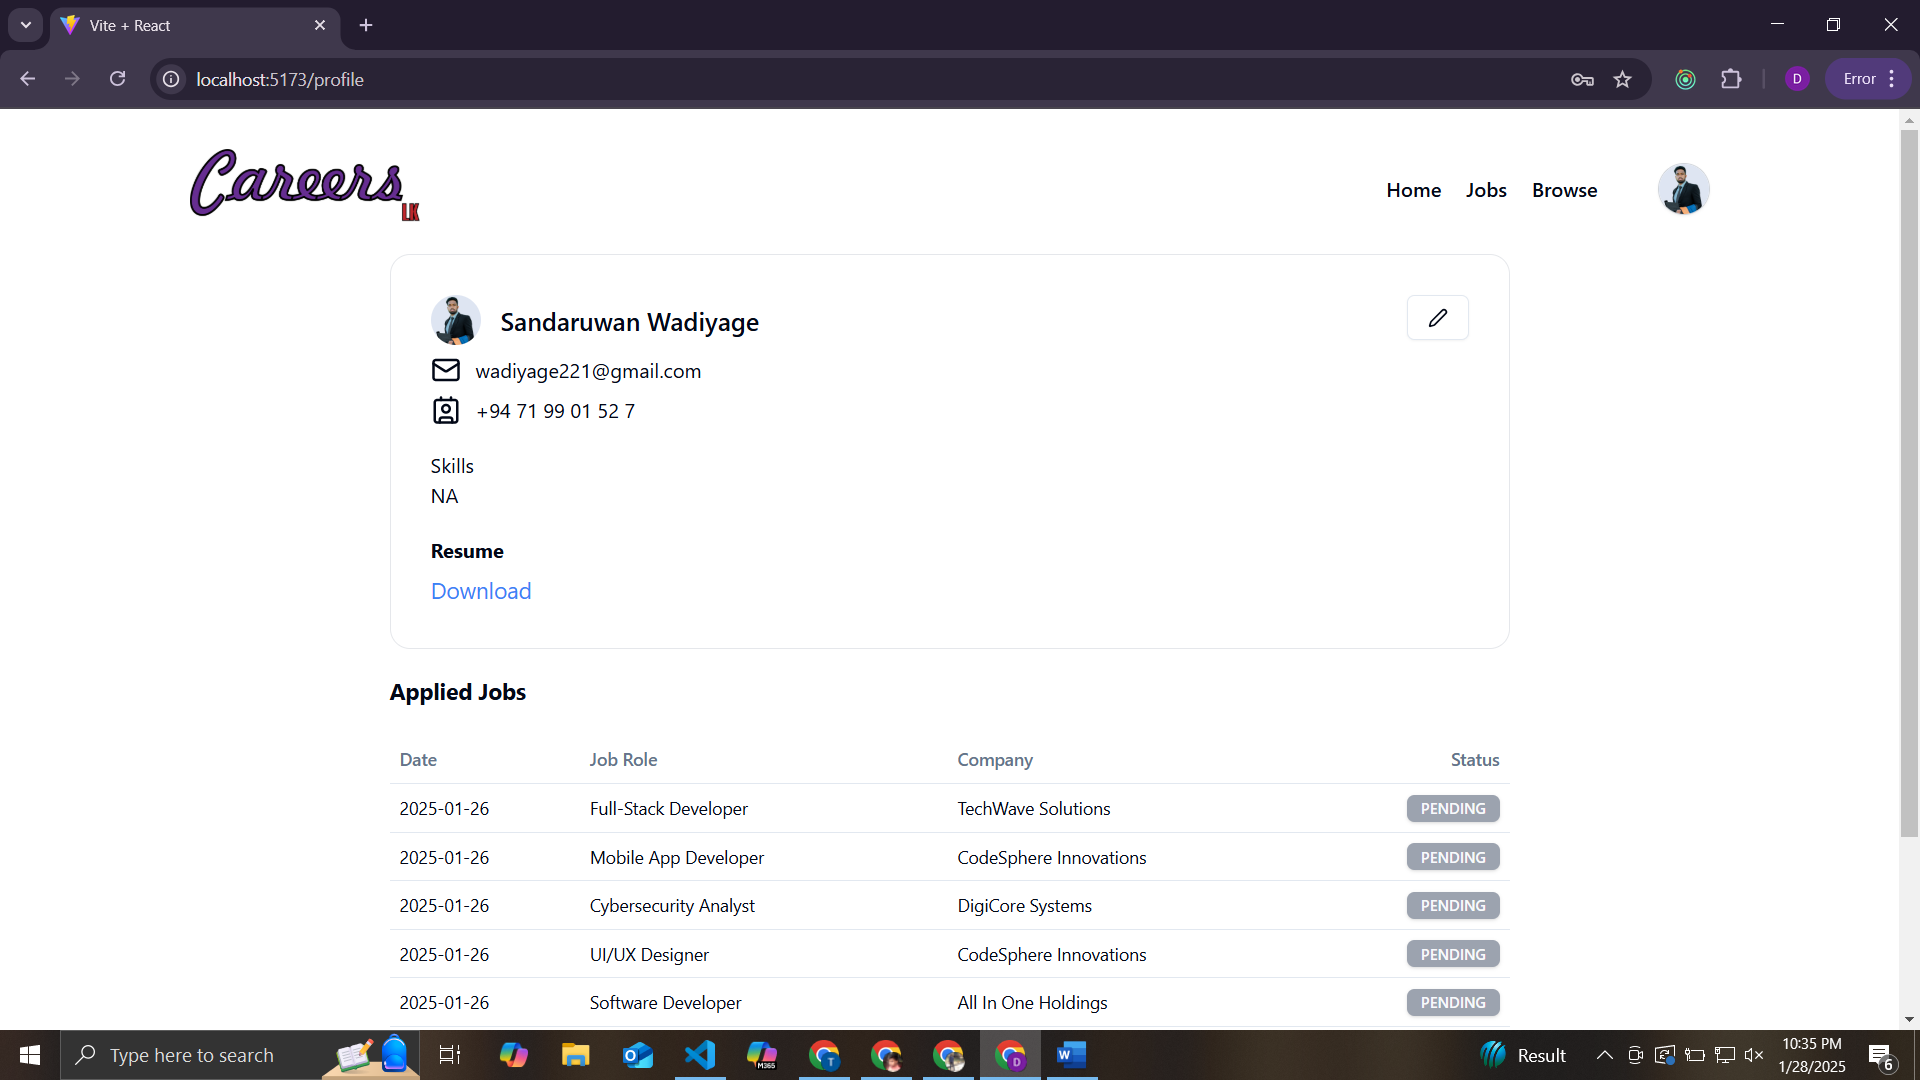 Vite + React
localhost:5173/profile
D
Error
Careers
LK
Home Jobs Browse
Sandaruwan Wadiyage
wadiyage221@gmail.com
+94 71 99 01 52 7
Skills
NA
Resume
Download
Applied Jobs
Date Job Role Company Status
2025-01-26 Full-Stack Developer TechWave Solutions PENDING
2025-01-26 Mobile App Developer CodeSphere Innovations PENDING
2025-01-26 Cybersecurity Analyst DigiCore Systems PENDING
2025-01-26 UI/UX Designer CodeSphere Innovations PENDING
2025-01-26 Software Developer All In One Holdings PENDING
Type here to search
M365
T
D
W
Result
10:35 PM
1/28/2025
6